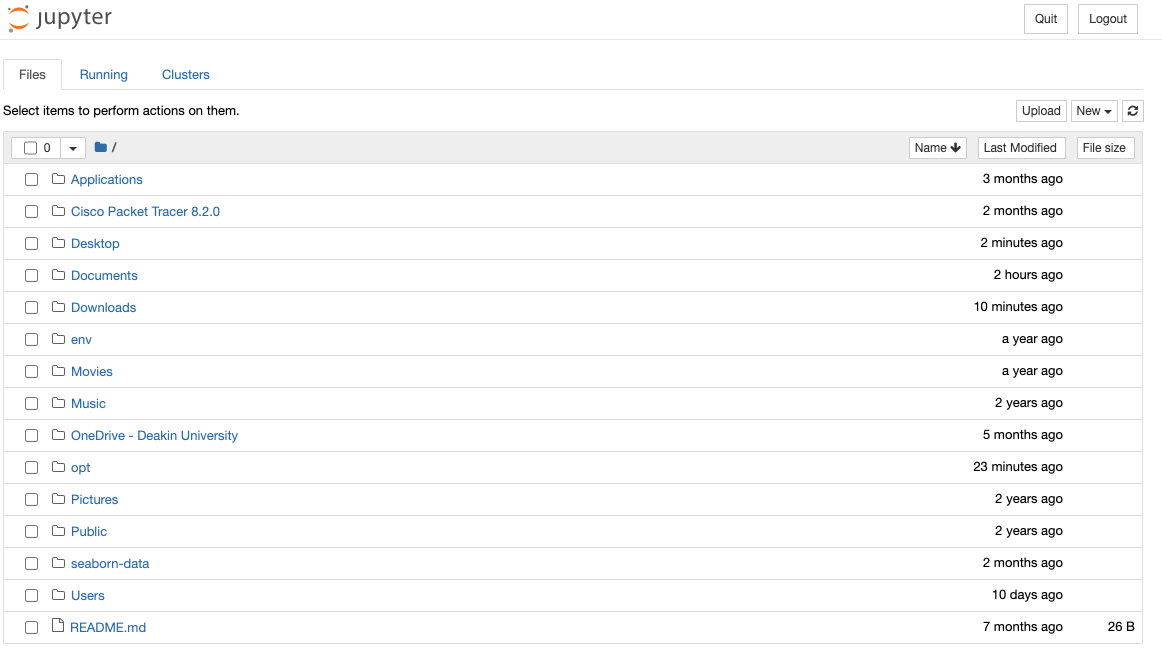 jupyter Quit Logout
Files Running Clusters
Select items to perform actions on them. Upload New
0 / Name Last Modified File size
Applications 3 months ago
Cisco Packet Tracer 8.2.0 2 months ago
Desktop 2 minutes ago
Documents 2 hours ago
Downloads 10 minutes ago
env a year ago
Movies a year ago
Music 2 years ago
OneDrive - Deakin University 5 months ago
opt 23 minutes ago
Pictures 2 years ago
Public 2 years ago
seaborn-data 2 months ago
Users 10 days ago
README.md 7 months ago 26 B